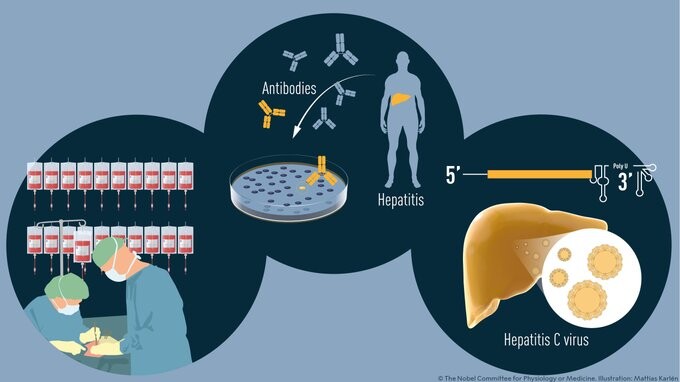 Antibodies
Hepatitis
5’
Poly U
3’
Hepatitis C virus
© The Nobel Committee for Physiology or Medicine. Illustration: Mattias Karlén